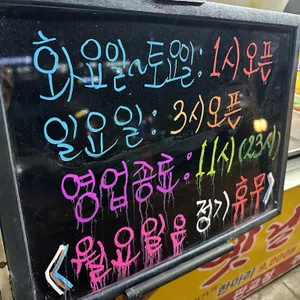 화요일~토요일: 1시오픈
일요일: 3시오픈
영업종료: 11시(23시)
<월요일은 정기휴무>